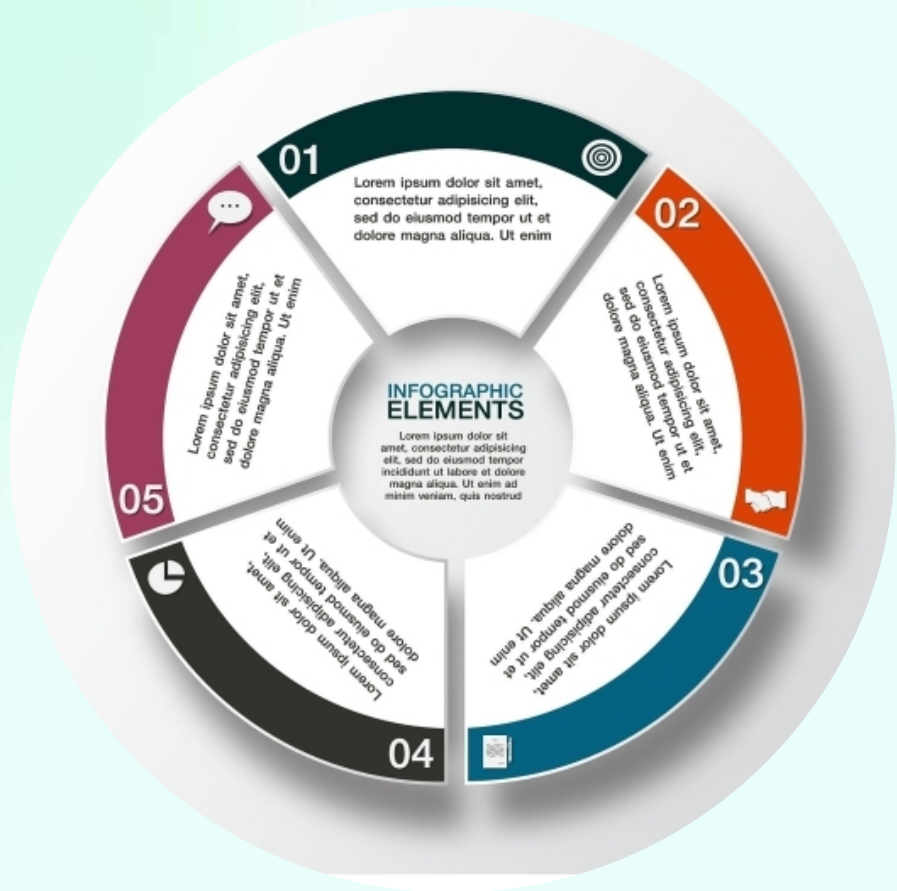 01
Lorem ipsum dolor sit amet,
consectetur adipisicing elit,
sed do eiusmod tempor ut et
dolore magna aliqua. Ut enim
02
Lorem ipsum dolor sit amet,
consectetur adipisicing elit,
sed do eiusmod tempor ut et
dolore magna aliqua. Ut enim
03
Lorem ipsum dolor sit amet,
consectetur adipisicing elit,
sed do eiusmod tempor ut et
dolore magna aliqua. Ut enim
04
Lorem ipsum dolor sit amet,
consectetur adipisicing elit,
sed do eiusmod tempor ut et
dolore magna aliqua. Ut enim
05
Lorem ipsum dolor sit amet,
consectetur adipisicing elit,
sed do eiusmod tempor ut et
dolore magna aliqua. Ut enim
INFOGRAPHIC
ELEMENTS
Lorem ipsum dolor sit
amet, consectetur adipisicing
elit, sed do eiusmod tempor
incididunt ut labore et dolore
magna aliqua. Ut enim ad
minim veniam, quis nostrud